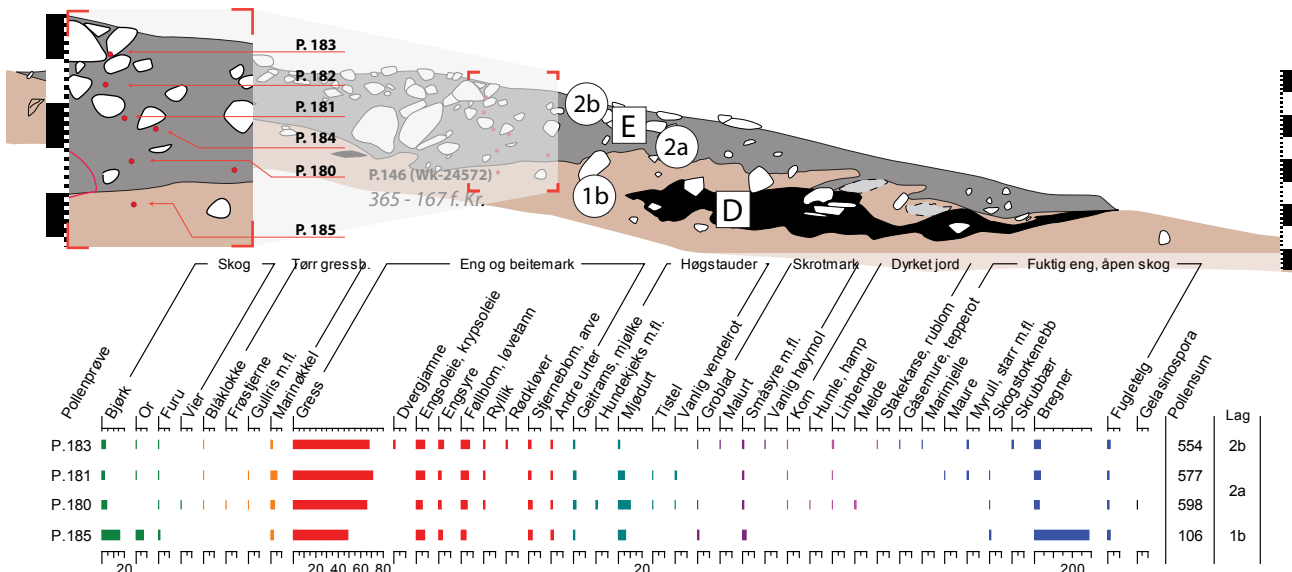 P. 183
P. 182
P. 181
P. 184
P. 180
P. 185
P.146 (Wk-24572)
365 - 167 f. Kr.
2b
E
2a
1b
D
Skog
Tørr gressb.
Eng og beitemark
Høgstauder
Skrotmark
Dyrket jord
Fuktig eng, åpen skog
Pollenprøve
Bjørk
Or
Furu
Vier
Blåklokke
Frøstjerne
Gullris m.fl.
Marinøkkel
Gress
Dvergjamne
Engsoleie, krypsoleie
Engsyre
Føllblom, løvetann
Ryllik
Rødkløver
Stjerneblom, arve
Andre urter
Geitrams, mjølke
Hundekjeks m.fl.
Mjødurt
Tistel
Vanlig vendelrot
Groblad
Malurt
Småsyre m.fl.
Vanlig høymol
Korn
Humle, hamp
Linbendel
Melde
Stakekarse, rublom
Gåsemure, tepperot
Marimjelle
Maure
Myrull, starr m.fl.
Skogstorkenebb
Skrubbær
Bregner
Fugletelg
Gelasinospora
Pollensum
Lag
P.183 554 2b
P.181 577
2a
P.180 598
P.185 106 1b
20 20 40 60 80 20 200